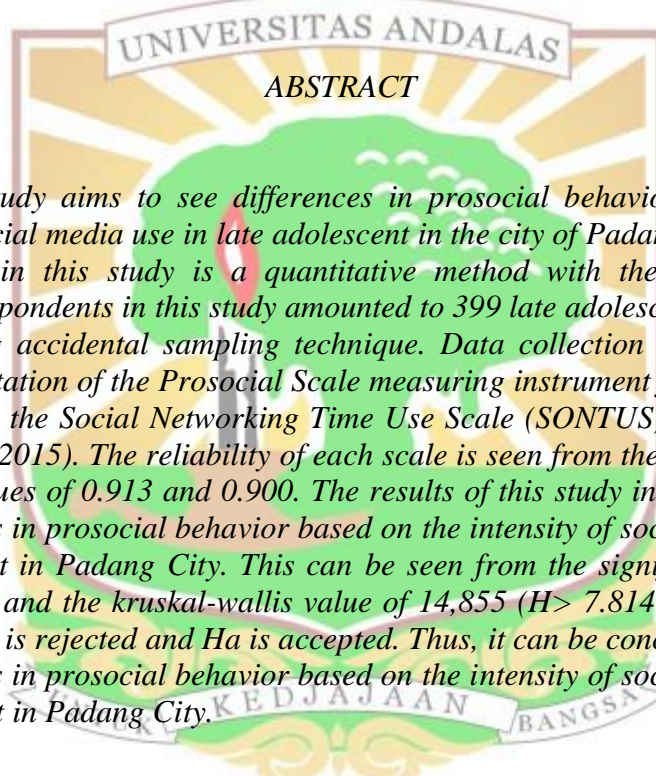 UNIVERSITAS ANDALAS
ABSTRACT
udy aims to see differences in prosocial behavio
cial media use in late adolescent in the city of Padan
in this study is a quantitative method with the
pondents in this study amounted to 399 late adolesc
accidental sampling technique. Data collection
tation of the Prosocial Scale measuring instrument
the Social Networking Time Use Scale (SONTUS)
2015). The reliability of each scale is seen from the
ues of 0.913 and 0.900. The results of this study in
s in prosocial behavior based on the intensity of soc
t in Padang City. This can be seen from the signi
and the kruskal-wallis value of 14,855 (H> 7.814
is rejected and Ha is accepted. Thus, it can be conc
s in prosocial behavior based on the intensity of soc
t in Padang City.
UNTUK KEDJAJAAN BANGSA